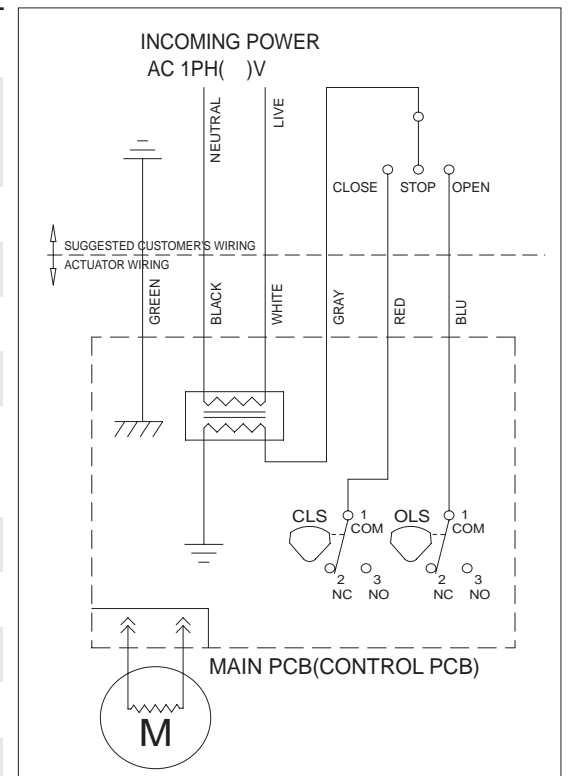 INCOMING POWER
AC 1PH( )V
NEUTRAL
LIVE
CLOSE STOP OPEN
SUGGESTED CUSTOMER'S WIRING
ACTUATOR WIRING
GREEN
BLACK
WHITE
GRAY
RED
BLU
CLS 1 OLS 1
COM COM
2 3 2 3
NC NO NC NO
MAIN PCB(CONTROL PCB)
M